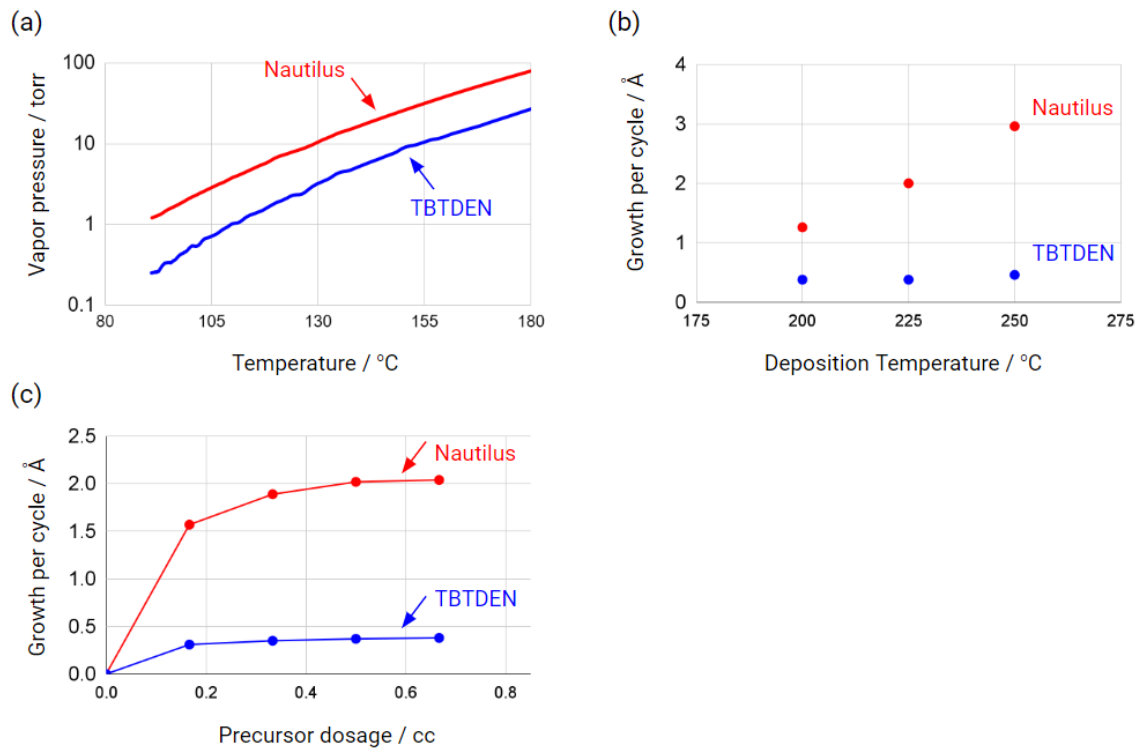 (a)
Vapor pressure / torr
100
10
1
0.1
Nautilus
TBTDEN
80
105
130
155
180
Temperature / °C
(b)
Growth per cycle / Å
4
3
2
1
0
Nautilus
TBTDEN
175
200
225
250
275
Deposition Temperature / °C
(c)
Growth per cycle / Å
2.5
2.0
1.5
1.0
0.5
0.0
Nautilus
TBTDEN
0.0
0.2
0.4
0.6
0.8
Precursor dosage / cc